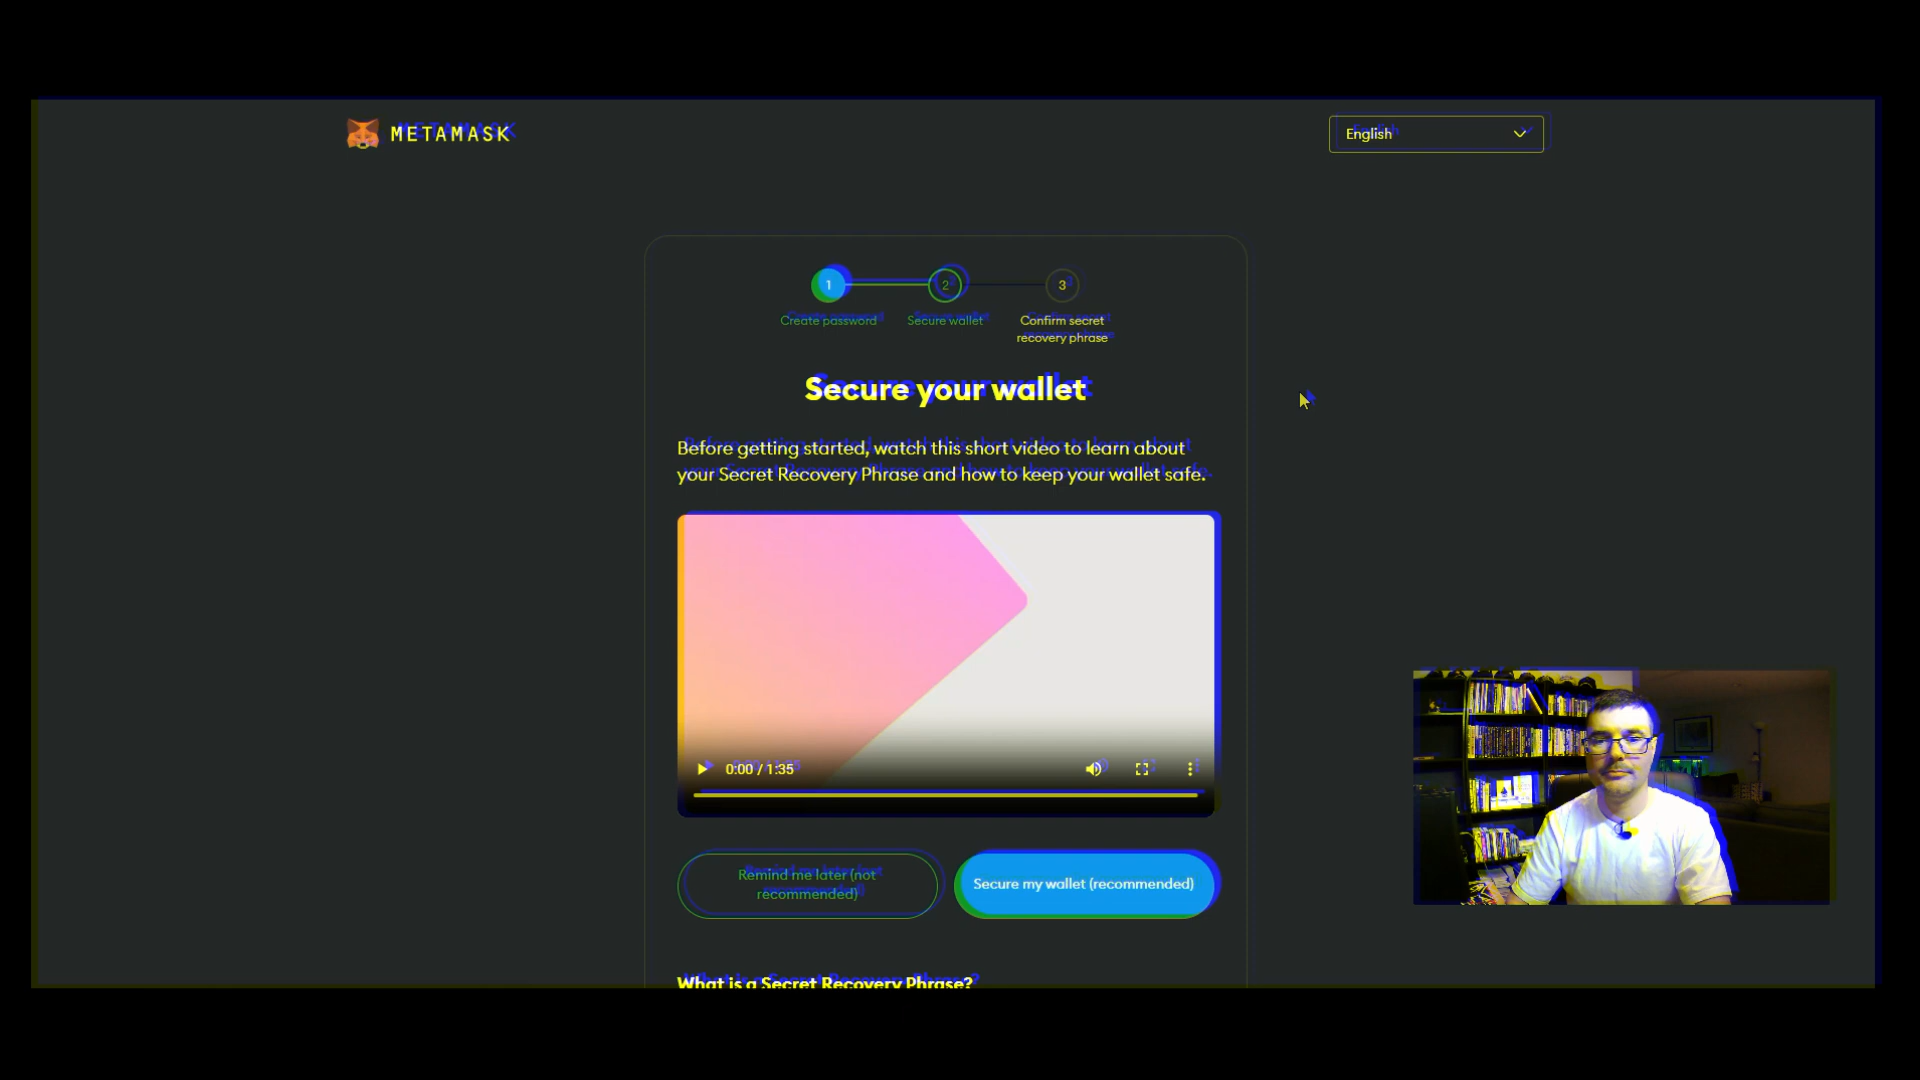 METAMASK
English
1
2
3
Create password
Secure wallet
Confirm secret
recovery phrase
Secure your wallet
Before getting started, watch this short video to learn about
your Secret Recovery Phrase and how to keep your wallet safe.
0:00 / 1:35
Remind me later (not
recommended)
Secure my wallet (recommended)
What is a Secret Recovery Phrase?